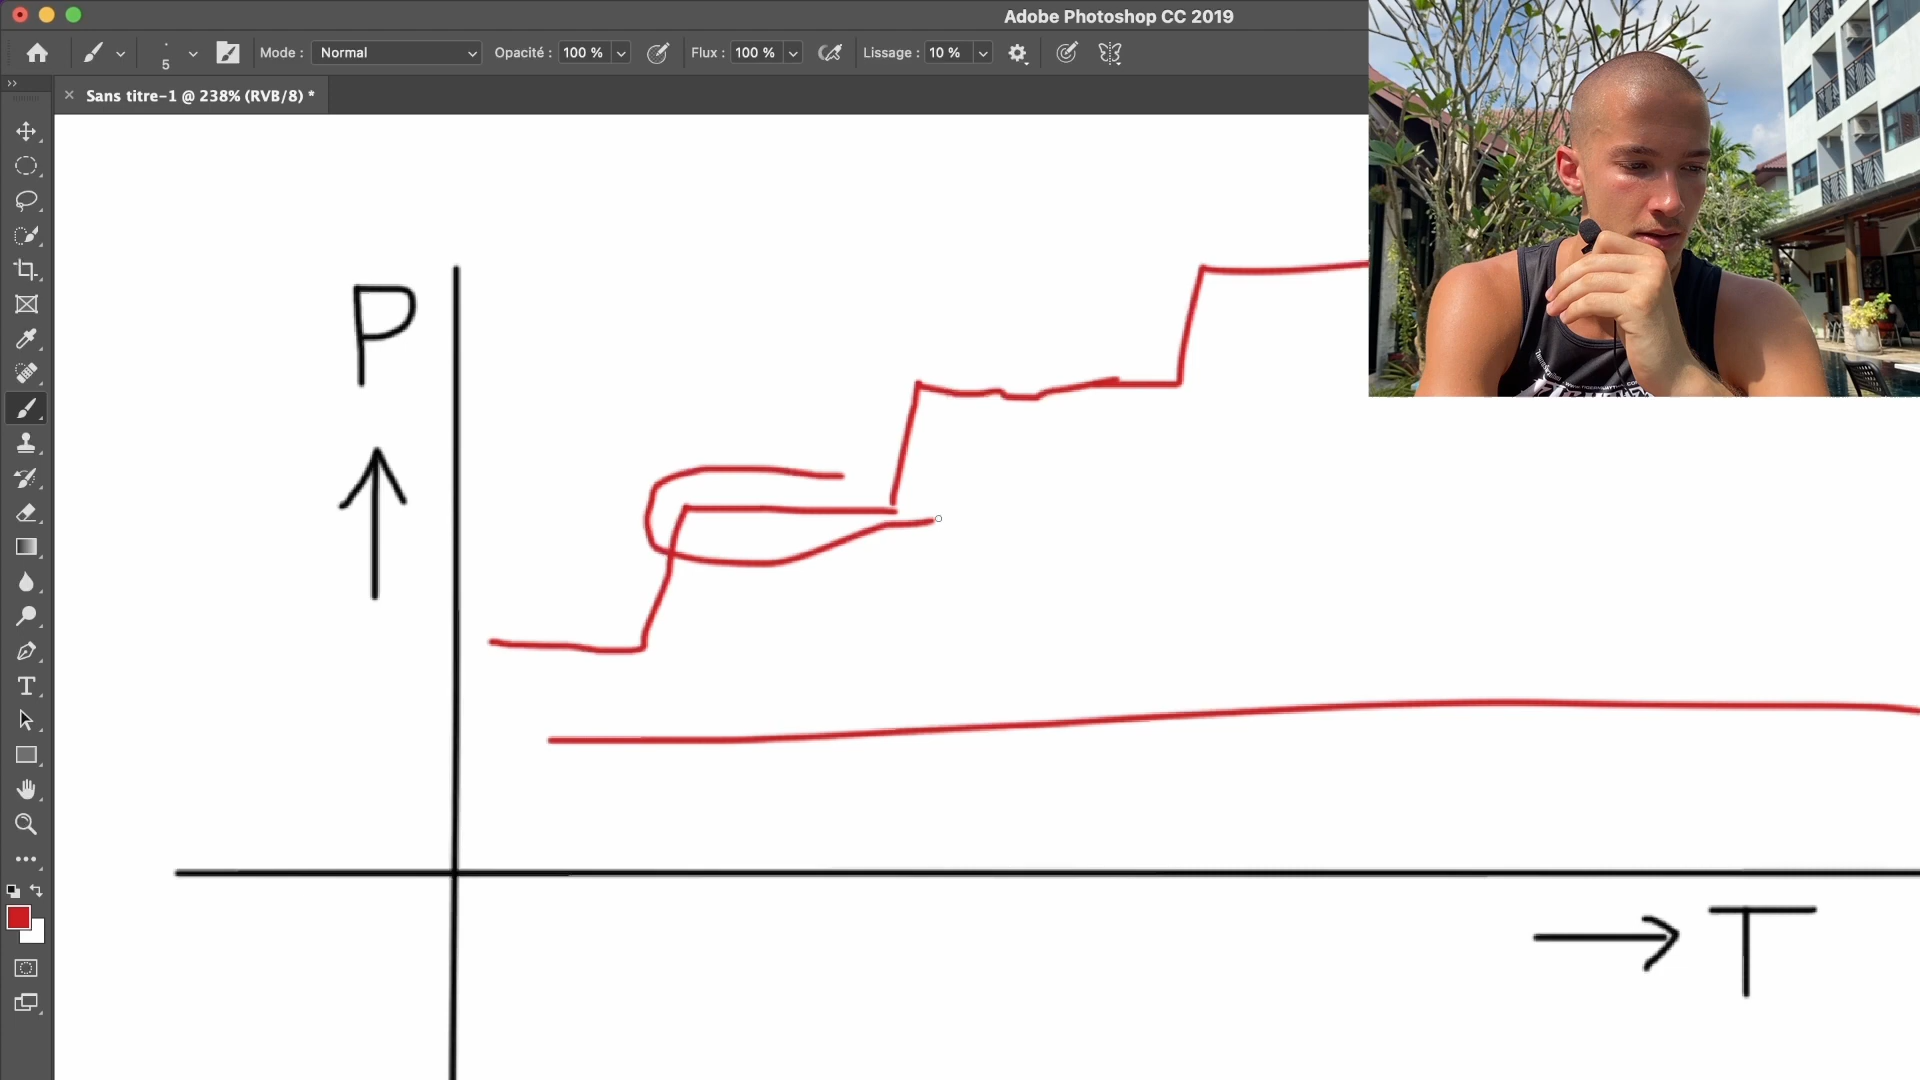 Adobe Photoshop CC 2019
5
Mode : Normal
Opacité : 100 %
Flux : 100 %
Lissage : 10 %
Sans titre-1 @ 238% (RVB/8) *
P
T